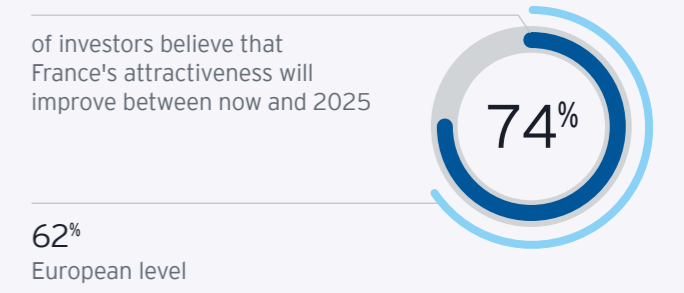 of investors believe that
France's attractiveness will
improve between now and 2025
74%
62%
European level